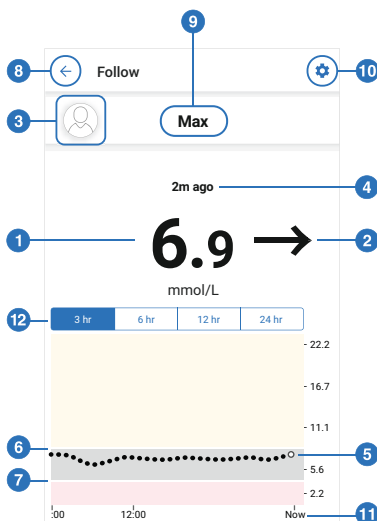 9
8 Follow 10
3 Max
2m ago 4
1 6.9 2
mmol/L
12 3 hr 6 hr 12 hr 24 hr
22.2
16.7
11.1
6 5
5.6
7
2.2
:00 12:00 Now 11